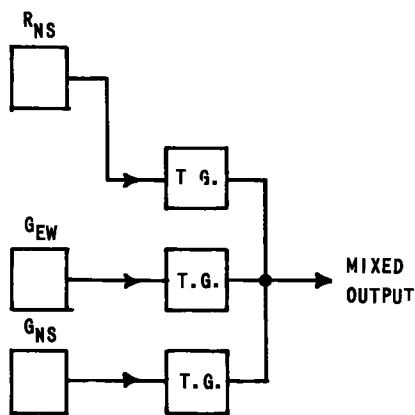 R_NS
T G.
G_EW
T.G.
MIXED
OUTPUT
G_NS
T.G.